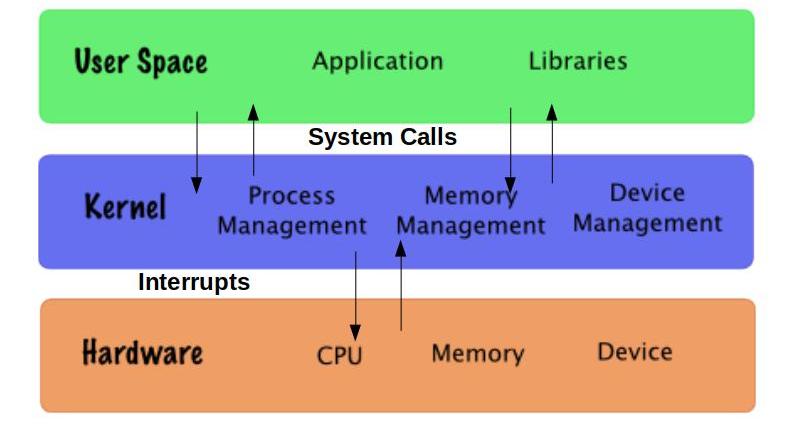 User Space Application Libraries
System Calls
Kernel
Process
Management
Memory
Management
Device
Management
Interrupts
Hardware CPU Memory Device